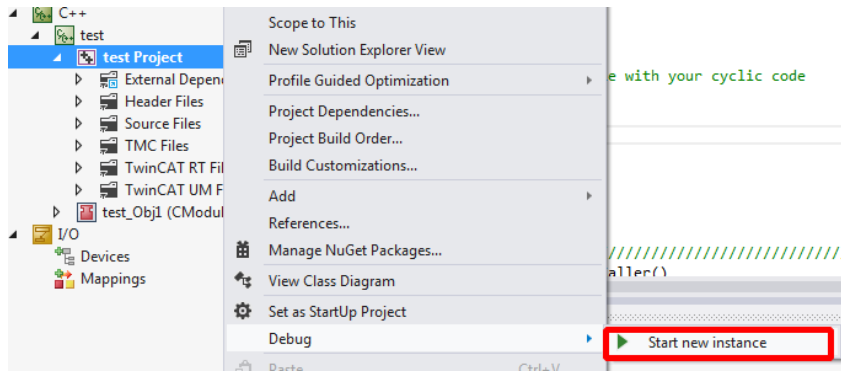 C++
test
test Project
External Depen
Header Files
Source Files
TMC Files
TwinCAT RT Fil
TwinCAT UM F
test_Obj1 (CModul
I/O
Devices
Mappings
Scope to This
New Solution Explorer View
Profile Guided Optimization
Project Dependencies...
Project Build Order...
Build Customizations...
Add
References...
Manage NuGet Packages...
View Class Diagram
Set as StartUp Project
Debug
Paste Ctrl+V
e with your cyclic code
///////////////////////////
aller()
Start new instance